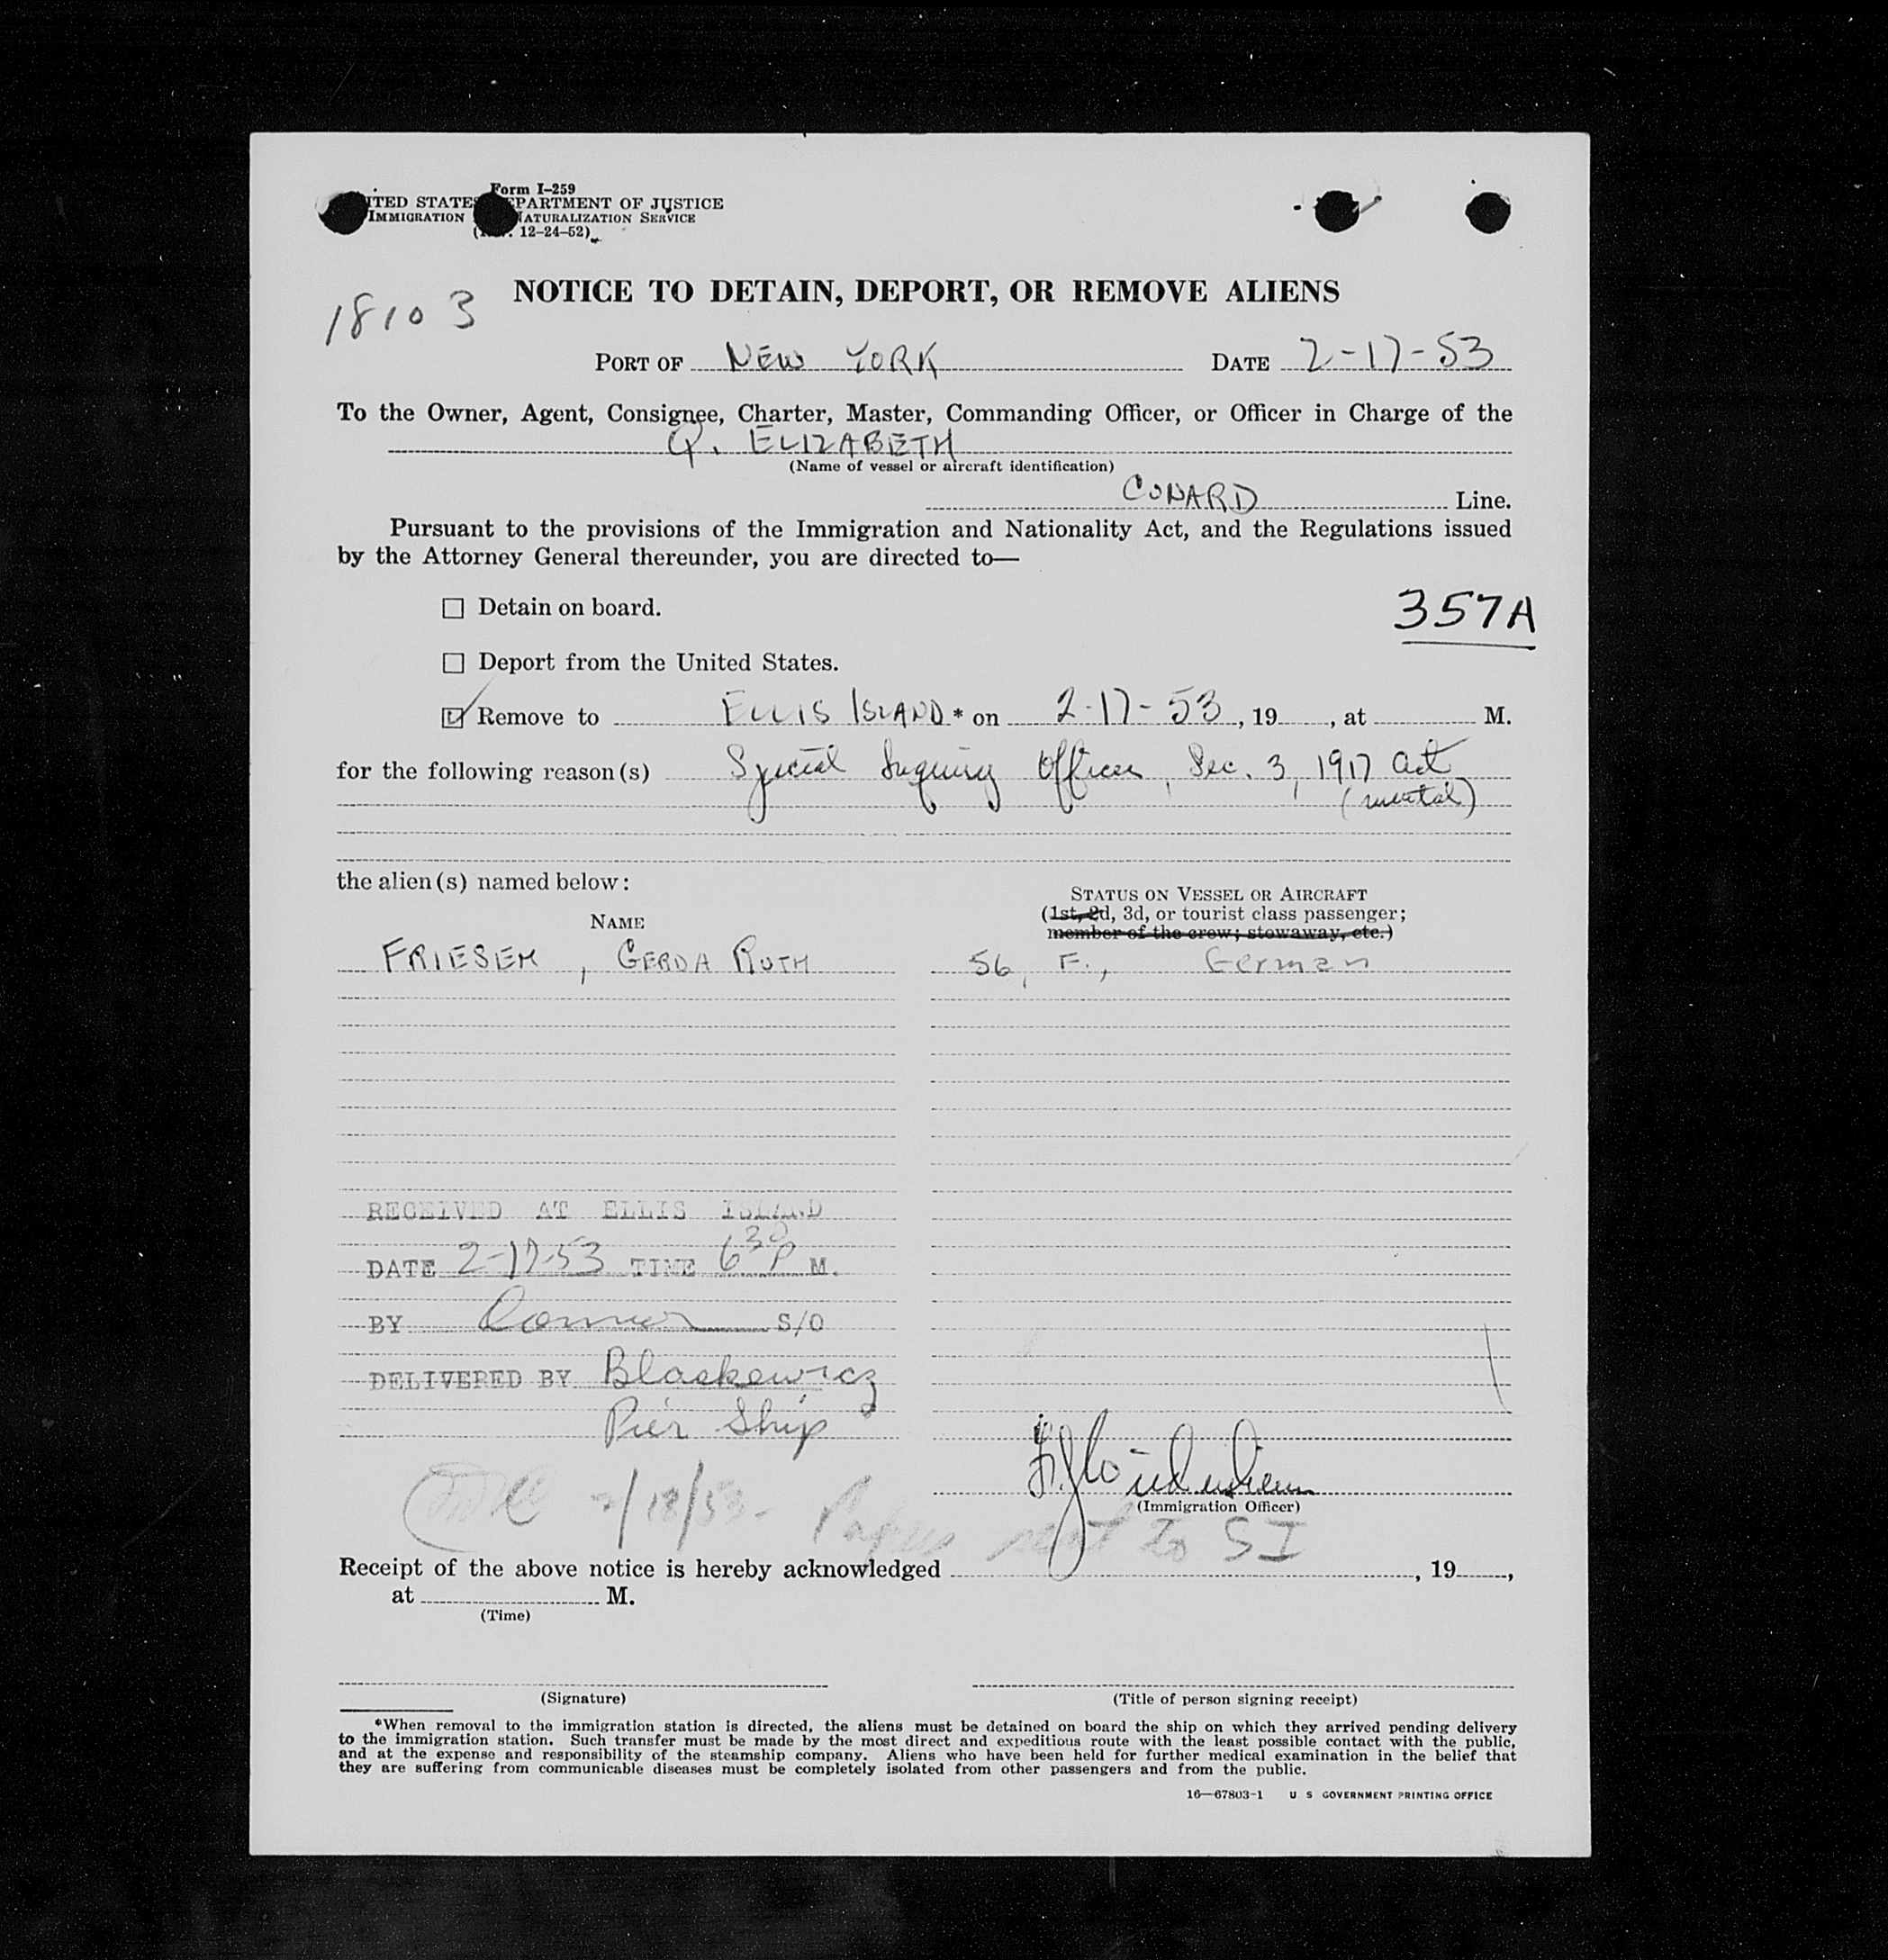 Form I-259
ITED STATES EPARTMENT OF JUSTICE
IMMIGRATION NATURALIZATION SERVICE
12-24-52)
NOTICE TO DETAIN, DEPORT, OR REMOVE ALIENS
18103
PORT OF NEW YORK DATE 2-17-53
To the Owner, Agent, Consignee, Charter, Master, Commanding Officer, or Officer in Charge of the
Q. ELIZABETH
(Name of vessel or aircraft identification)
CUNARD Line.
Pursuant to the provisions of the Immigration and Nationality Act, and the Regulations issued
by the Attorney General thereunder, you are directed to—
☐ Detain on board.
357A
☐ Deport from the United States.
☑ Remove to ELLIS ISLAND * on 2-17-53, 19 , at M.
for the following reason(s) Special Inquiry Officer, Sec. 3, 1917 Act
(mental)
the alien(s) named below:
STATUS ON VESSEL OR AIRCRAFT
NAME
(1st, 2d, 3d, or tourist class passenger;
member of the crew; stowaway, etc.)
FRIESEM, GERDA RUTH 56, F., German
RECEIVED AT ELLIS ISLAND
DATE 2-17-53 TIME 6 30 P M.
BY Connor S/O
DELIVERED BY Blaskewicz
Pier Ship
(Immigration Officer)
2/18/53- Papers sent to SI
Receipt of the above notice is hereby acknowledged , 19 ,
at M.
(Time)
(Signature) (Title of person signing receipt)
*When removal to the immigration station is directed, the aliens must be detained on board the ship on which they arrived pending delivery
to the immigration station. Such transfer must be made by the most direct and expeditious route with the least possible contact with the public,
and at the expense and responsibility of the steamship company. Aliens who have been held for further medical examination in the belief that
they are suffering from communicable diseases must be completely isolated from other passengers and from the public.
16—67803-1 U S GOVERNMENT PRINTING OFFICE